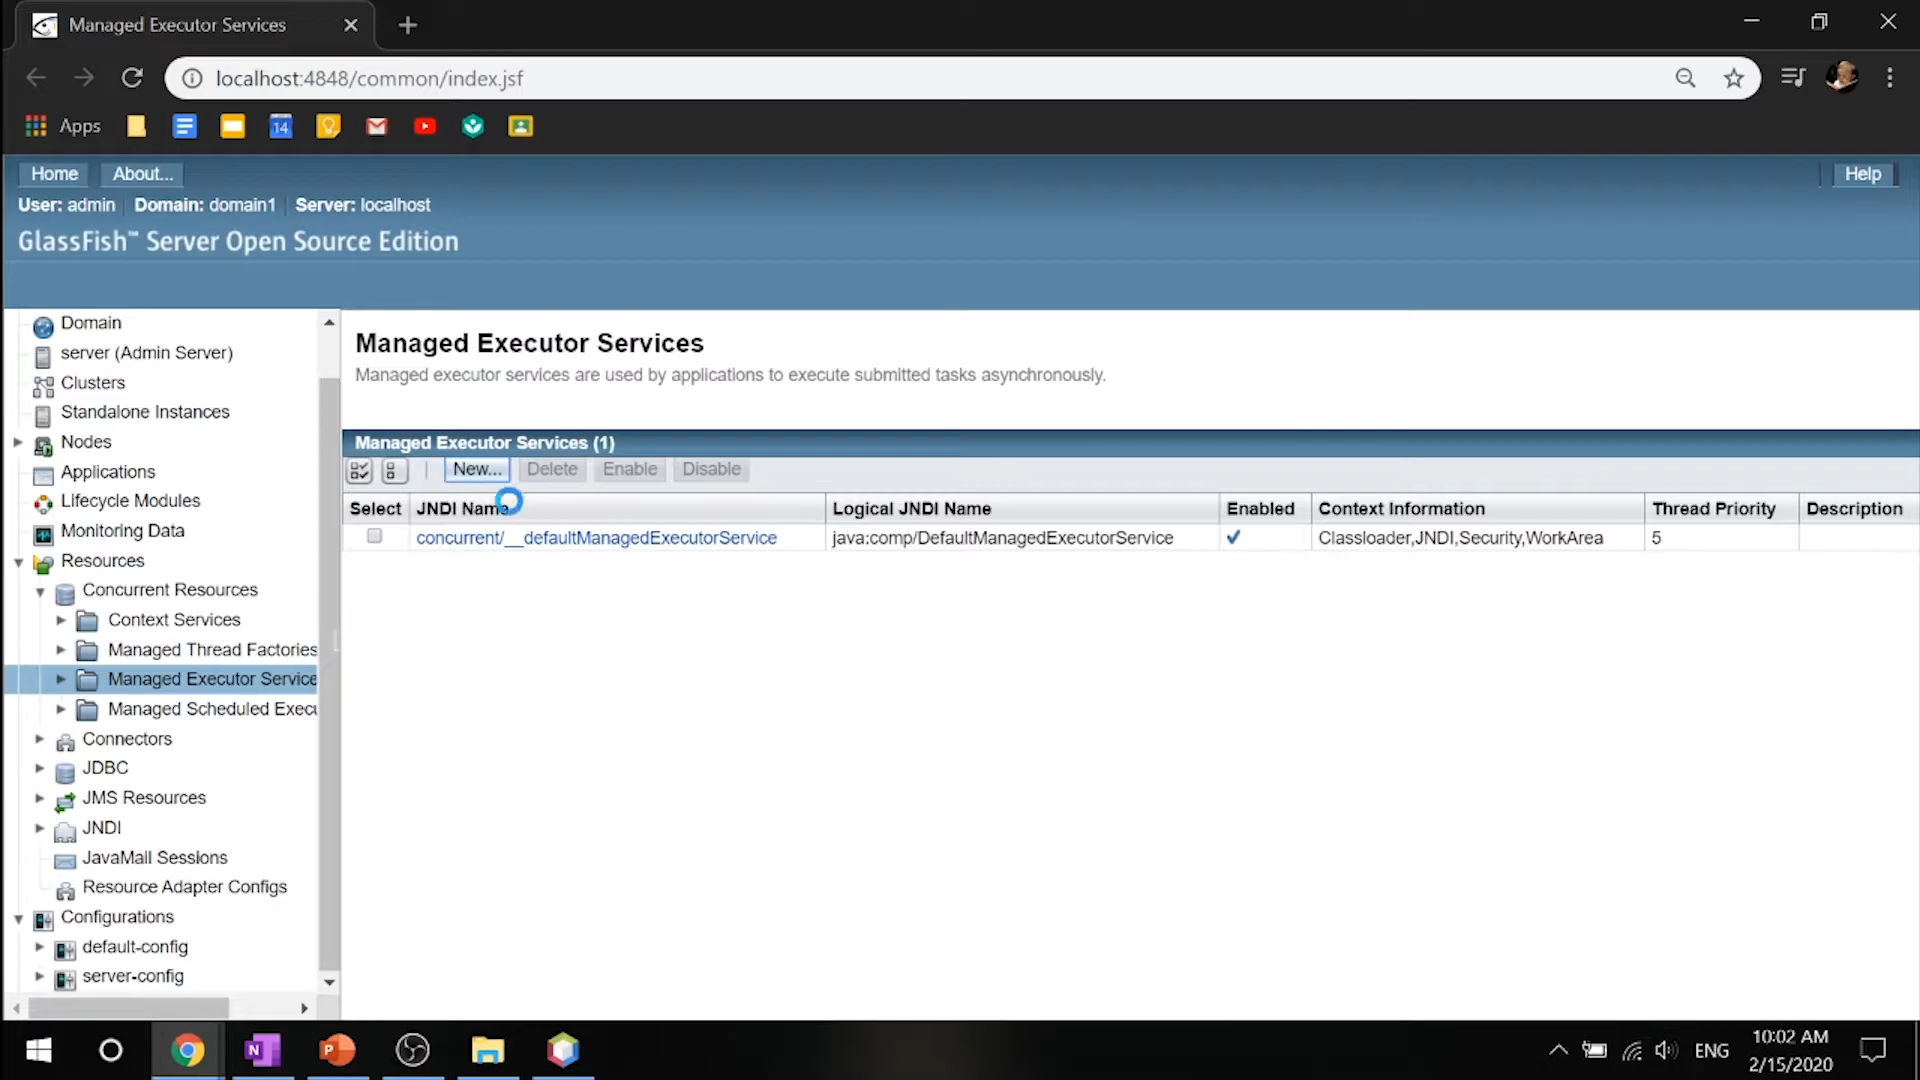 Managed Executor Services
localhost:4848/common/index.jsf
Apps
14
Home About... Help
User: admin Domain: domain1 Server: localhost
GlassFish™ Server Open Source Edition
Domain
server (Admin Server)
Clusters
Standalone Instances
Nodes
Applications
Lifecycle Modules
Monitoring Data
Resources
Concurrent Resources
Context Services
Managed Thread Factories
Managed Executor Service
Managed Scheduled Execu
Connectors
JDBC
JMS Resources
JNDI
JavaMail Sessions
Resource Adapter Configs
Configurations
default-config
server-config
Managed Executor Services
Managed executor services are used by applications to execute submitted tasks asynchronously.
Managed Executor Services (1)
New... Delete Enable Disable
Select JNDI Name Logical JNDI Name Enabled Context Information Thread Priority Description
concurrent/__defaultManagedExecutorService java:comp/DefaultManagedExecutorService Classloader,JNDI,Security,WorkArea 5
N P ENG 10:02 AM
2/15/2020